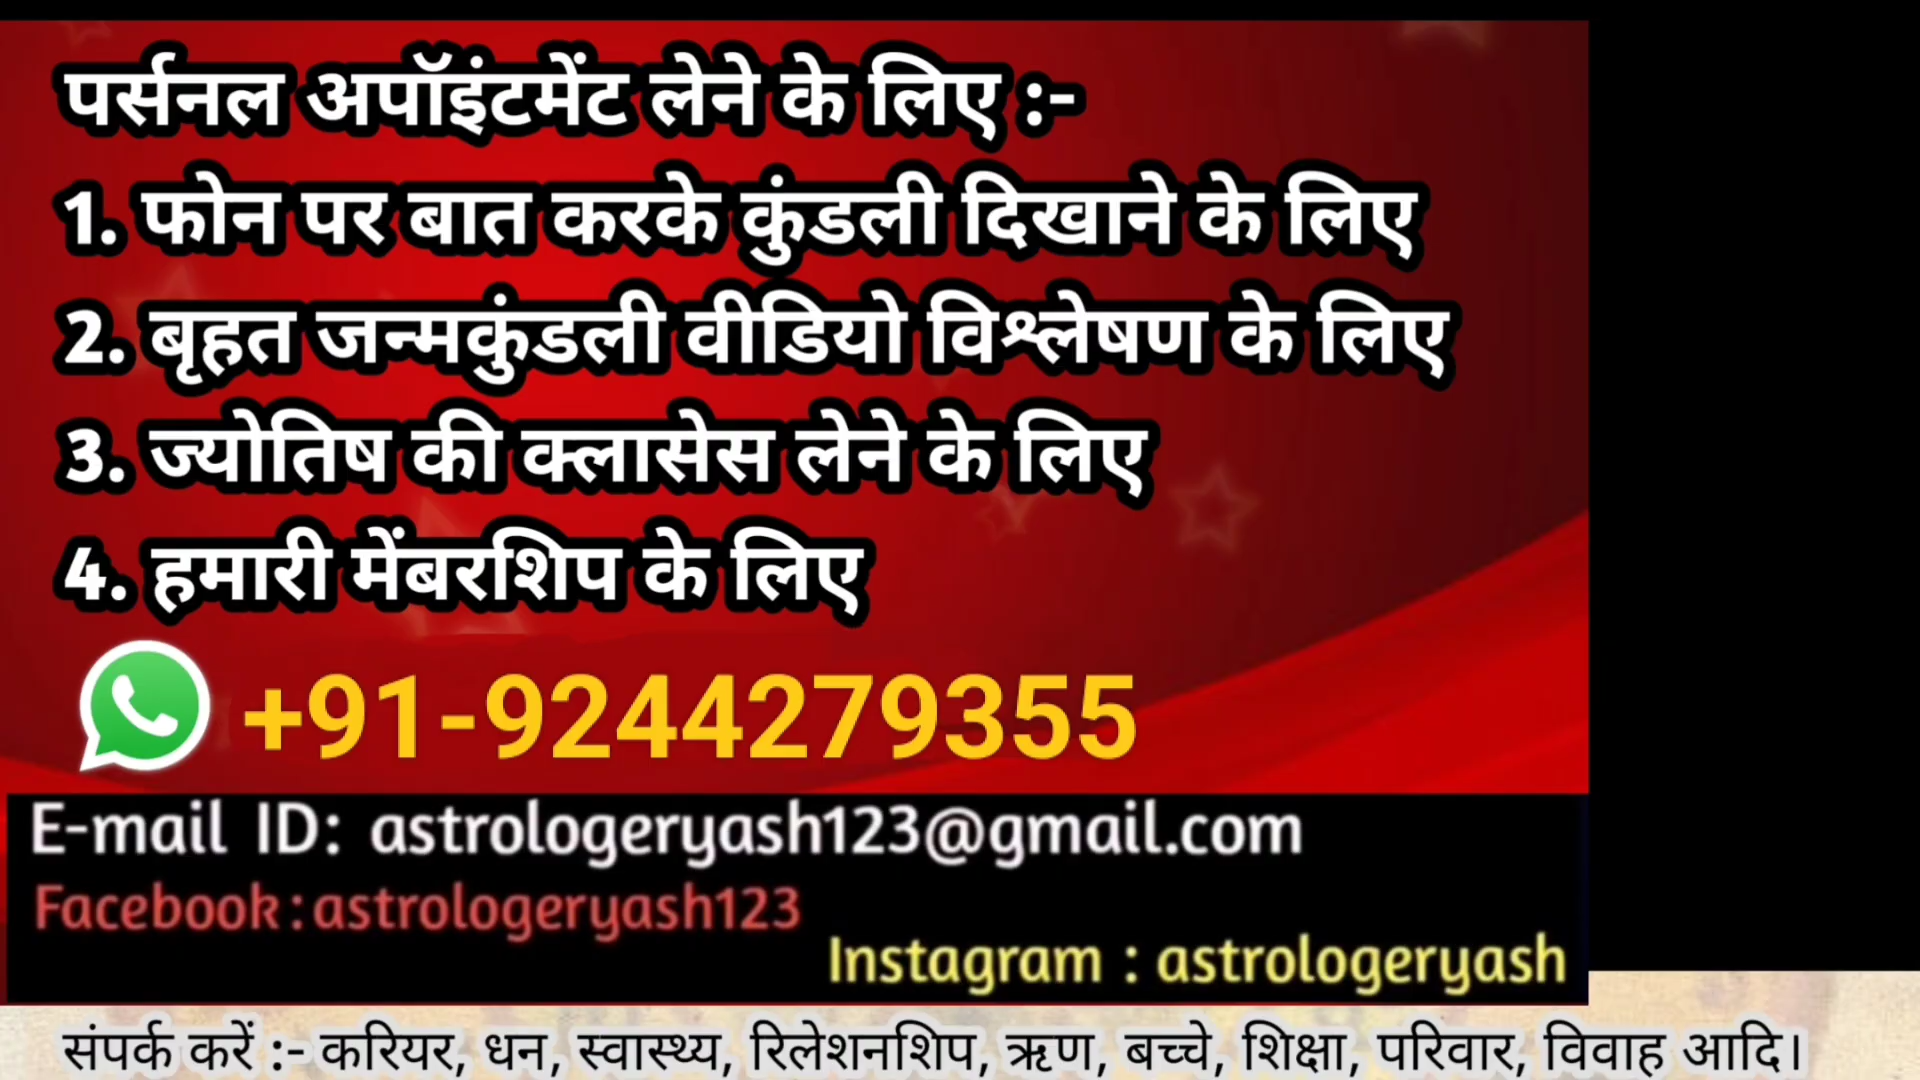 पर्सनल अपॉइंटमेंट लेने के लिए :-
1. फोन पर बात करके कुंडली दिखाने के लिए
2. बृहत जन्मकुंडली वीडियो विश्लेषण के लिए
3. ज्योतिष की क्लासेस लेने के लिए
4. हमारी मेंबरशिप के लिए
+91-9244279355
E-mail ID: astrologeryash123@gmail.com
Facebook : astrologeryash123
Instagram : astrologeryash
संपर्क करें :- करियर, धन, स्वास्थ्य, रिलेशनशिप, ऋण, बच्चे, शिक्षा, परिवार, विवाह आदि।